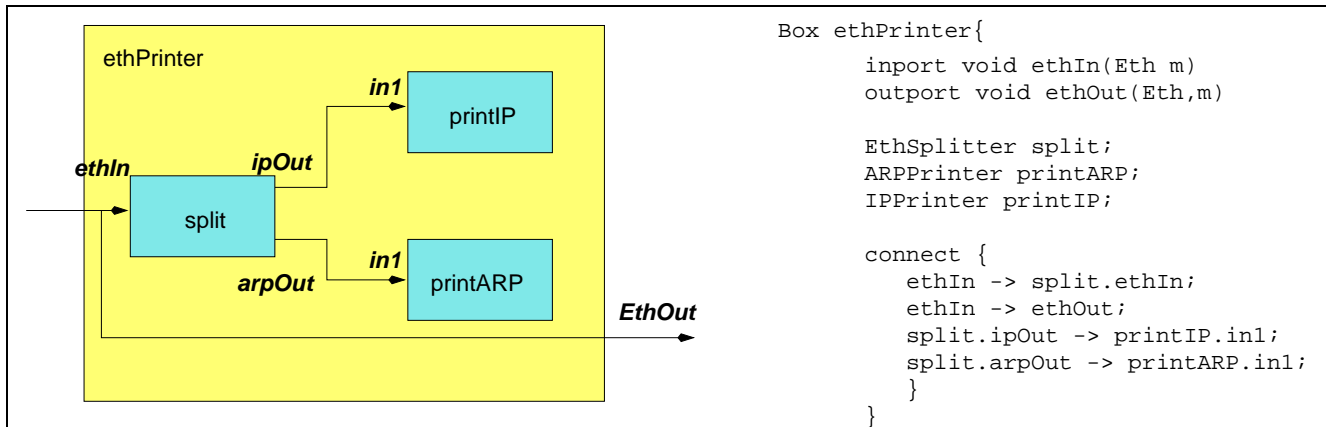 ethPrinter
in1
printIP
ethIn
ipOut
split
in1
arpOut
printARP
EthOut
Box ethPrinter{
inport void ethIn(Eth m)
outport void ethOut(Eth,m)
EthSplitter split;
ARPPrinter printARP;
IPPrinter printIP;
connect {
ethIn -> split.ethIn;
ethIn -> ethOut;
split.ipOut -> printIP.in1;
split.arpOut -> printARP.in1;
}
}